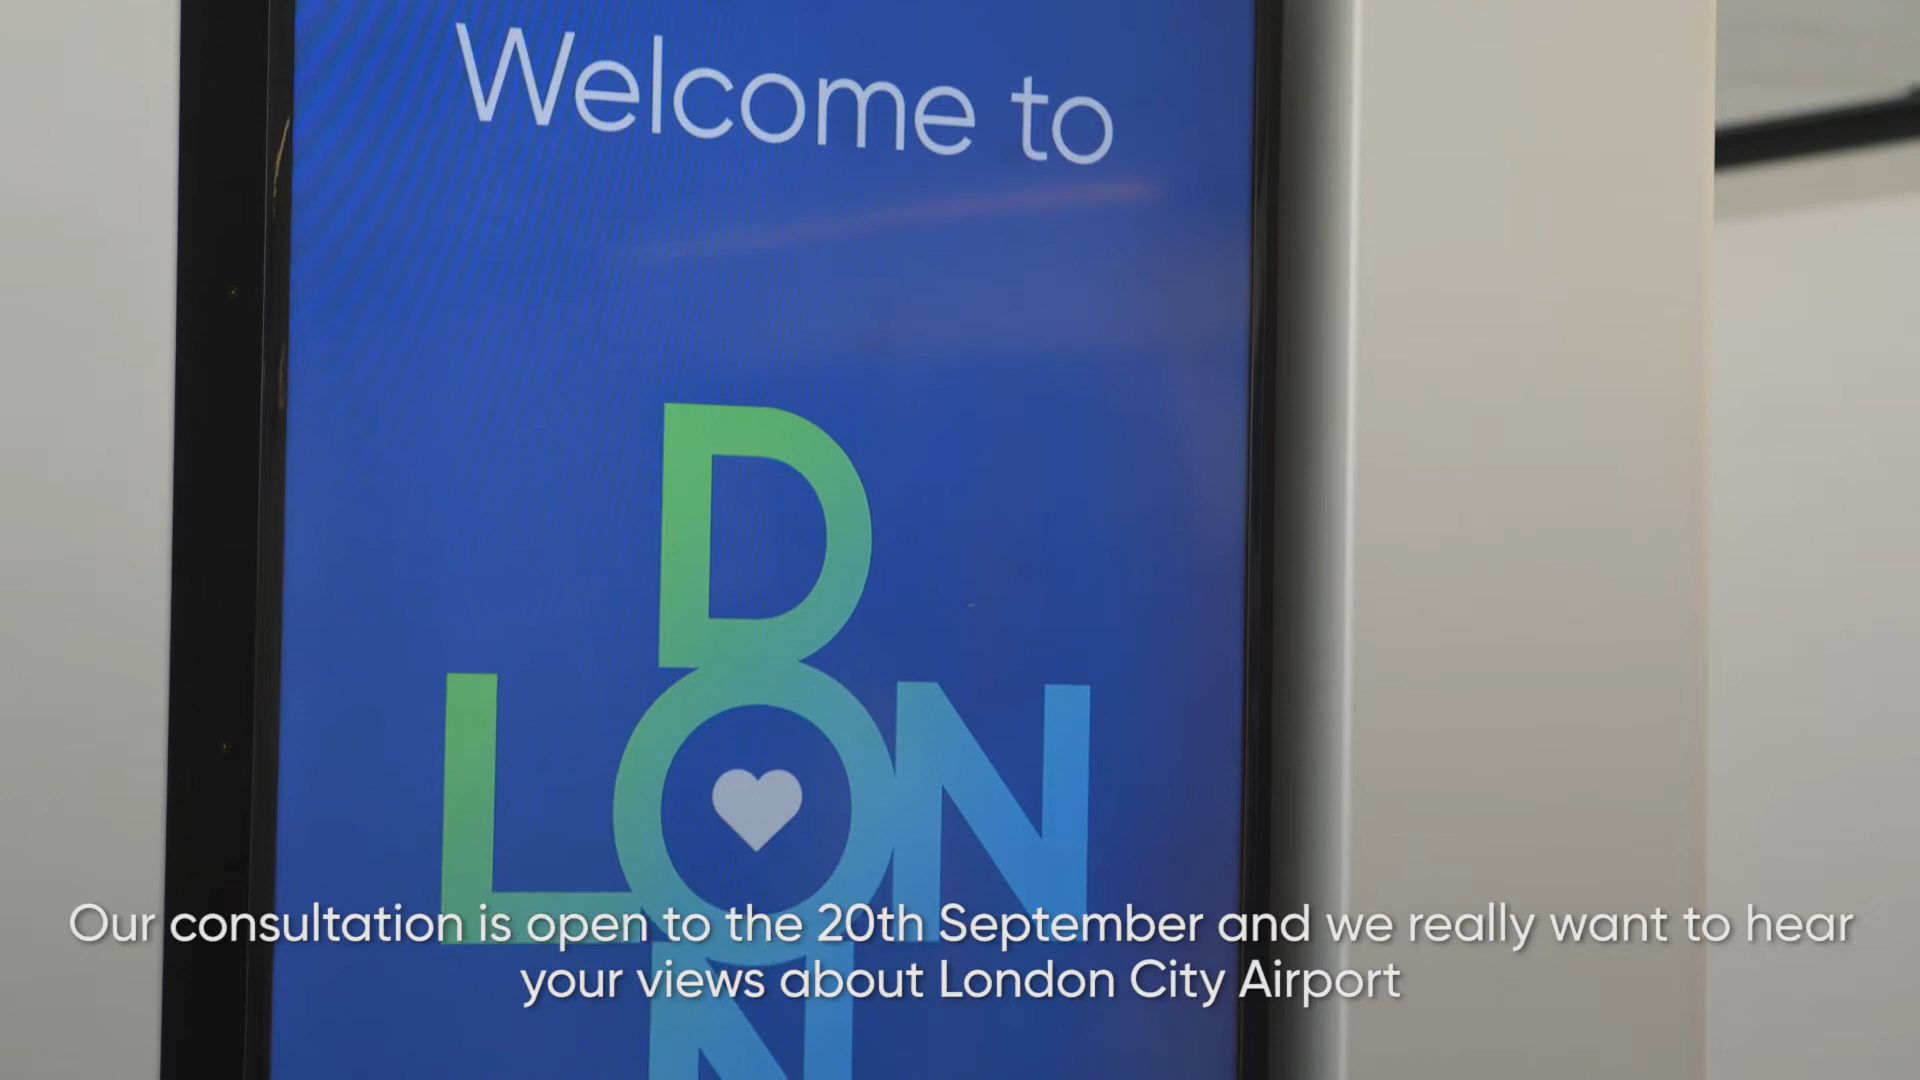 Welcome to
D
LON
N
Our consultation is open to the 20th September and we really want to hear
your views about London City Airport